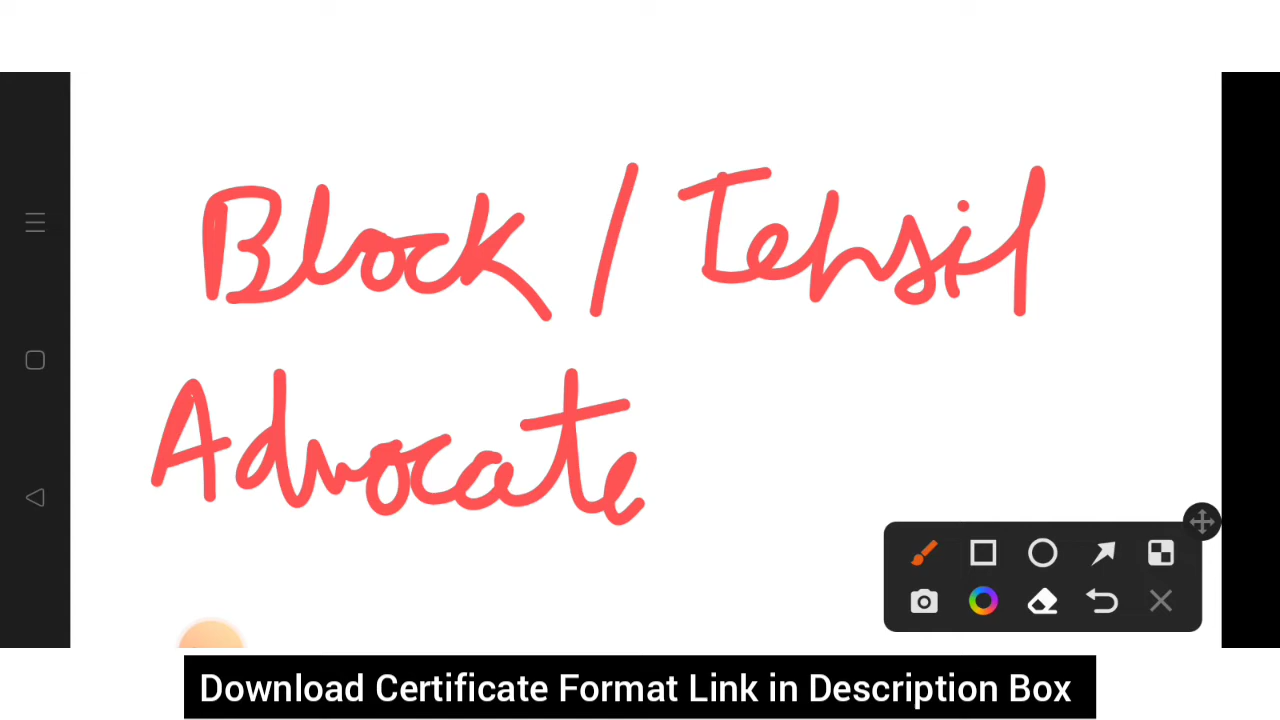 Block / Tehsil
Advocate
Download Certificate Format Link in Description Box